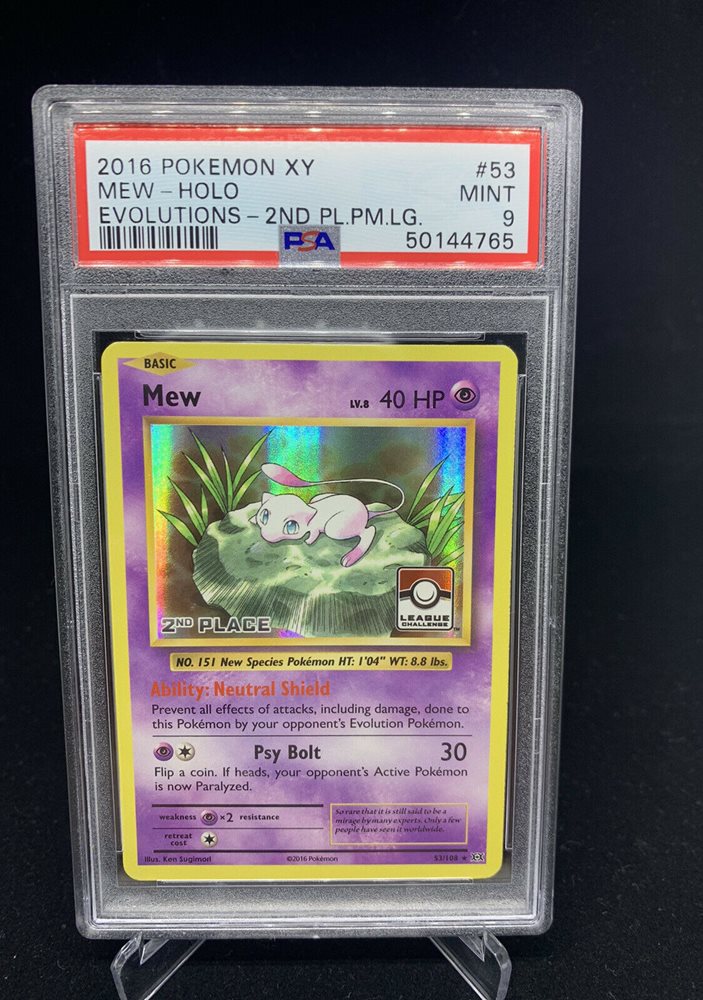 2016 POKEMON XY #53
MEW - HOLO MINT
EVOLUTIONS - 2ND PL.PM.LG. 9
PSA 50144765
BASIC
Mew LV.8 40 HP
2ND PLACE
LEAGUE
CHALLENGE
NO. 151 New Species Pokémon HT: 1'04" WT: 8.8 lbs.
Ability: Neutral Shield
Prevent all effects of attacks, including damage, done to
this Pokémon by your opponent's Evolution Pokémon.
Psy Bolt 30
Flip a coin. If heads, your opponent's Active Pokémon
is now Paralyzed.
weakness ×2 resistance
retreat
cost
So rare that it is still said to be a
mirage by many experts. Only a few
people have seen it worldwide.
Illus. Ken Sugimori ©2016 Pokémon 53/108 ★